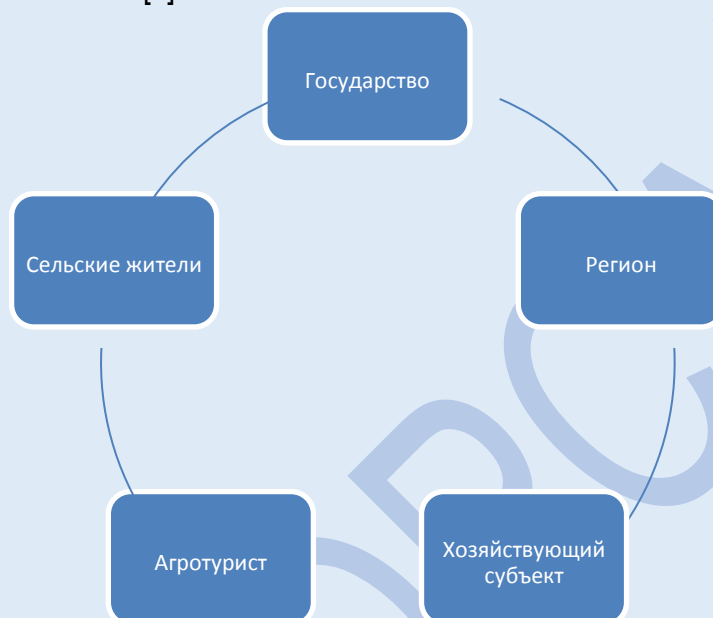 Государство
Сельские жители
Регион
Агротурист
Хозяйствующий
субъект